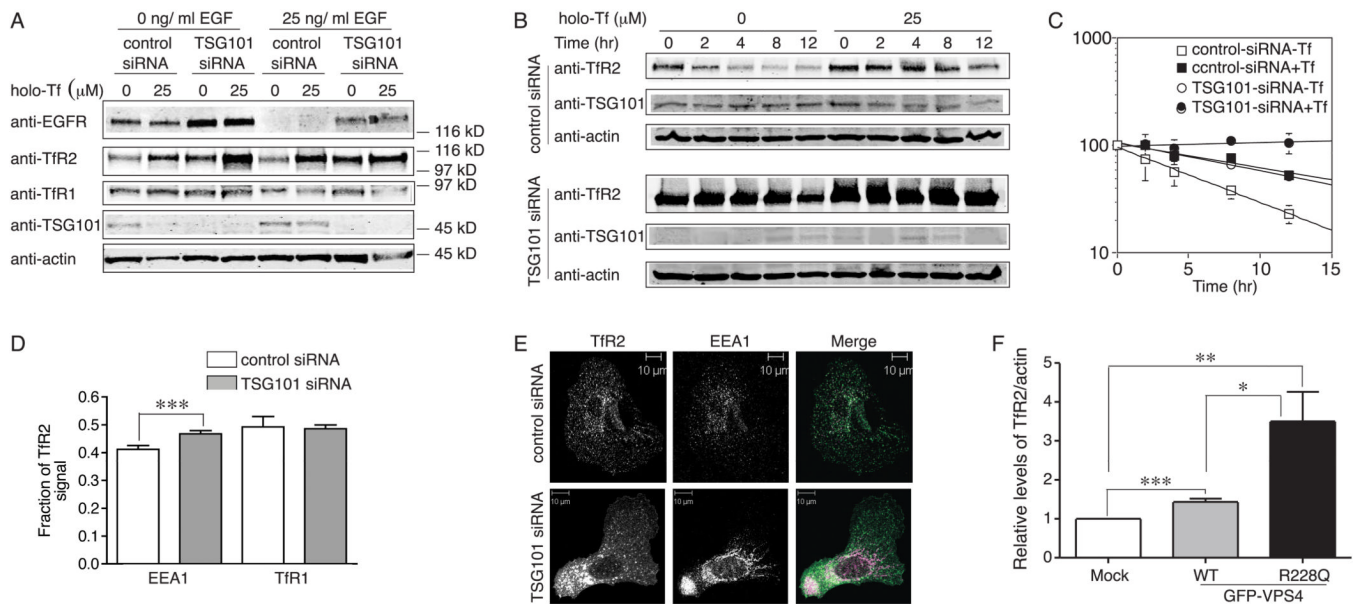 A
0 ng/ ml EGF 25 ng/ ml EGF
control siRNA TSG101 siRNA control siRNA TSG101 siRNA
holo-Tf (μM) 0 25 0 25 0 25 0 25
anti-EGFR
116 kD
anti-TfR2
116 kD
97 kD
anti-TfR1
97 kD
anti-TSG101
45 kD
anti-actin
45 kD
B
holo-Tf (μM) 0 25
Time (hr) 0 2 4 8 12 0 2 4 8 12
control siRNA
anti-TfR2
anti-TSG101
anti-actin
TSG101 siRNA
anti-TfR2
anti-TSG101
anti-actin
C
control-siRNA-Tf
ccntrol-siRNA+Tf
TSG101-siRNA-Tf
TSG101-siRNA+Tf
1000
100
10
0 5 10 15
Time (hr)
D
control siRNA
TSG101 siRNA
Fraction of TfR2
signal
0.6
0.5
0.4
0.3
0.2
0.1
0.0
***
EEA1 TfR1
E
TfR2 EEA1 Merge
control siRNA
10 μm 10 μm 10 μm
TSG101 siRNA
10 μm 10 μm 10 μm
F
Relative levels of TfR2/actin
5
4
3
2
1
0
**
*
***
Mock WT R228Q
GFP-VPS4